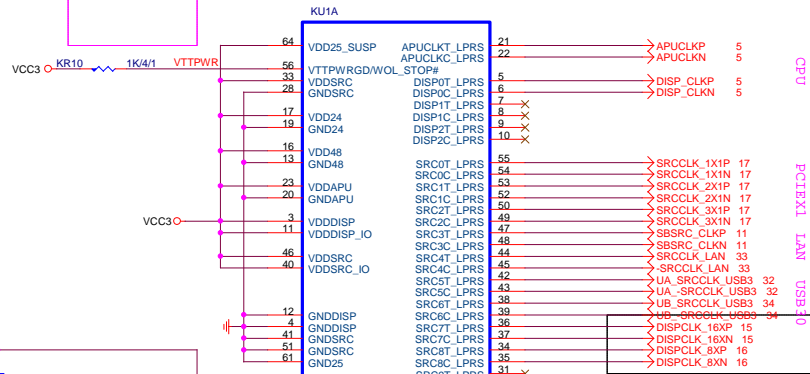 KU1A
64 VDD25_SUSP APUCLKT_LPRS 21 APUCLKP 5
APUCLKC_LPRS 22 APUCLKN 5
VCC3 KR10 1K/4/1 VTTPWR 56 VTTPWRGD/WOL_STOP#
33 VDDSRC DISP0T_LPRS 5 DISP_CLKP 5
28 GNDSRC DISP0C_LPRS 6 DISP_CLKN 5
DISP1T_LPRS 7
17 VDD24 DISP1C_LPRS 8
19 GND24 DISP2T_LPRS 9
DISP2C_LPRS 10
16 VDD48
13 GND48 SRC0T_LPRS 55 SRCCLK_1X1P 17
SRC0C_LPRS 54 SRCCLK_1X1N 17
23 VDDAPU SRC1T_LPRS 53 SRCCLK_2X1P 17
20 GNDAPU SRC1C_LPRS 52 SRCCLK_2X1N 17
SRC2T_LPRS 50 SRCCLK_3X1P 17
VCC3 3 VDDDISP SRC2C_LPRS 49 SRCCLK_3X1N 17
11 VDDDISP_IO SRC3T_LPRS 47 SBSRC_CLKP 11
SRC3C_LPRS 48 SBSRC_CLKN 11
46 VDDSRC SRC4T_LPRS 44 SRCCLK_LAN 33
40 VDDSRC_IO SRC4C_LPRS 45 -SRCCLK_LAN 33
SRC5T_LPRS 42 UA_SRCCLK_USB3 32
SRC5C_LPRS 43 UA_-SRCCLK_USB3 32
SRC6T_LPRS 38 UB_SRCCLK_USB3 34
12 GNDDISP SRC6C_LPRS 39 UB_-SRCCLK_USB3 34
4 GNDDISP SRC7T_LPRS 36 DISPCLK_16XP 15
41 GNDSRC SRC7C_LPRS 37 DISPCLK_16XN 15
51 GNDSRC SRC8T_LPRS 34 DISPCLK_8XP 16
61 GND25 SRC8C_LPRS 35 DISPCLK_8XN 16
31
CPU
PCIEX1
LAN
USB30